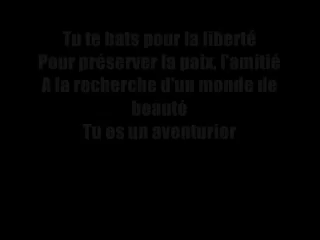 Tu te bats pour la liberté
Pour préserver la paix, l'amitié
A la recherche d'un monde de
beauté
Tu es un aventurier